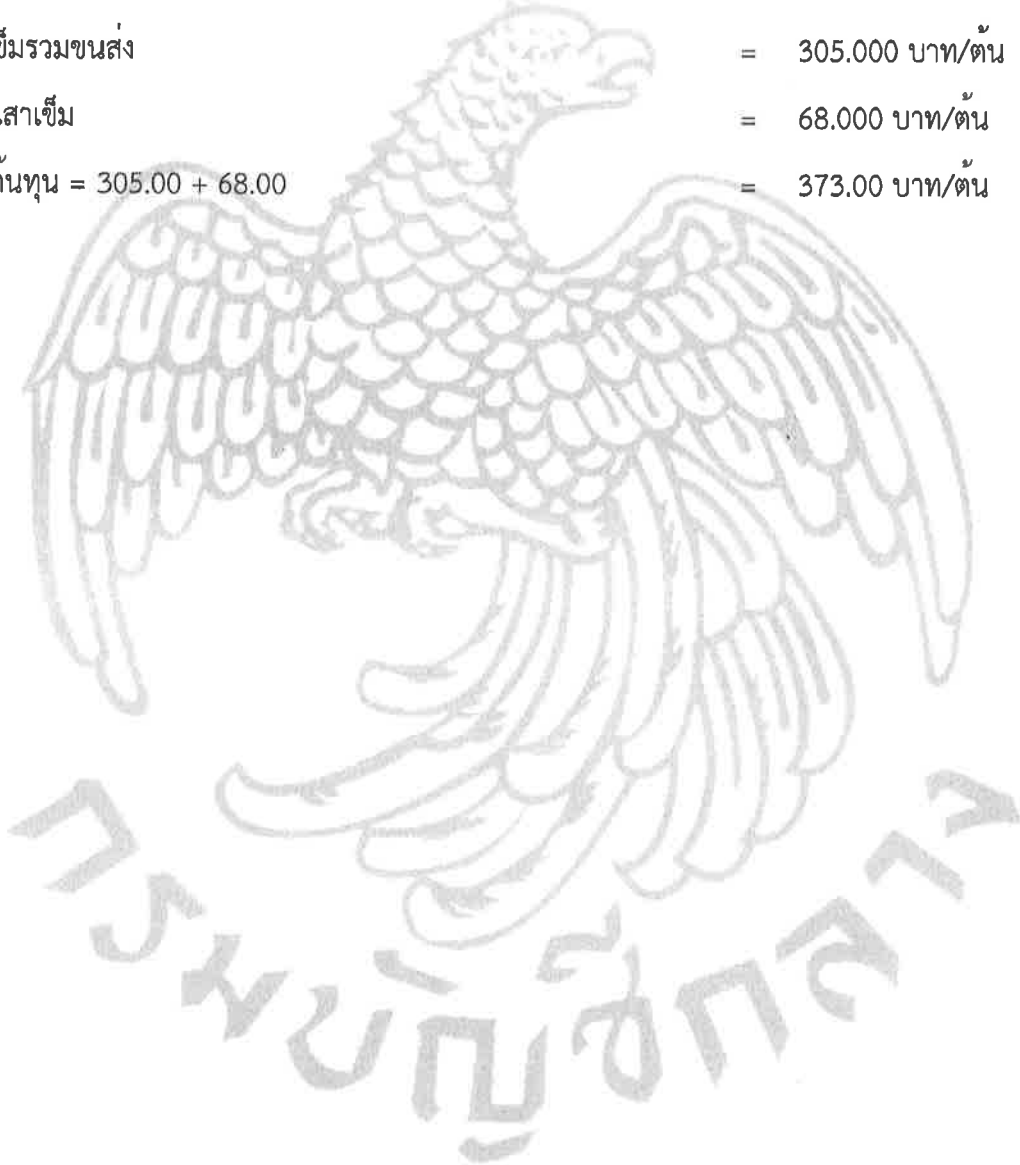 ข็มรวมขนส่ง = 305.000 บาท/ต้น
เสาเข็ม = 68.000 บาท/ต้น
ต้นทุน = 305.00 + 68.00 = 373.00 บาท/ต้น
กรมบัญชีกลาง